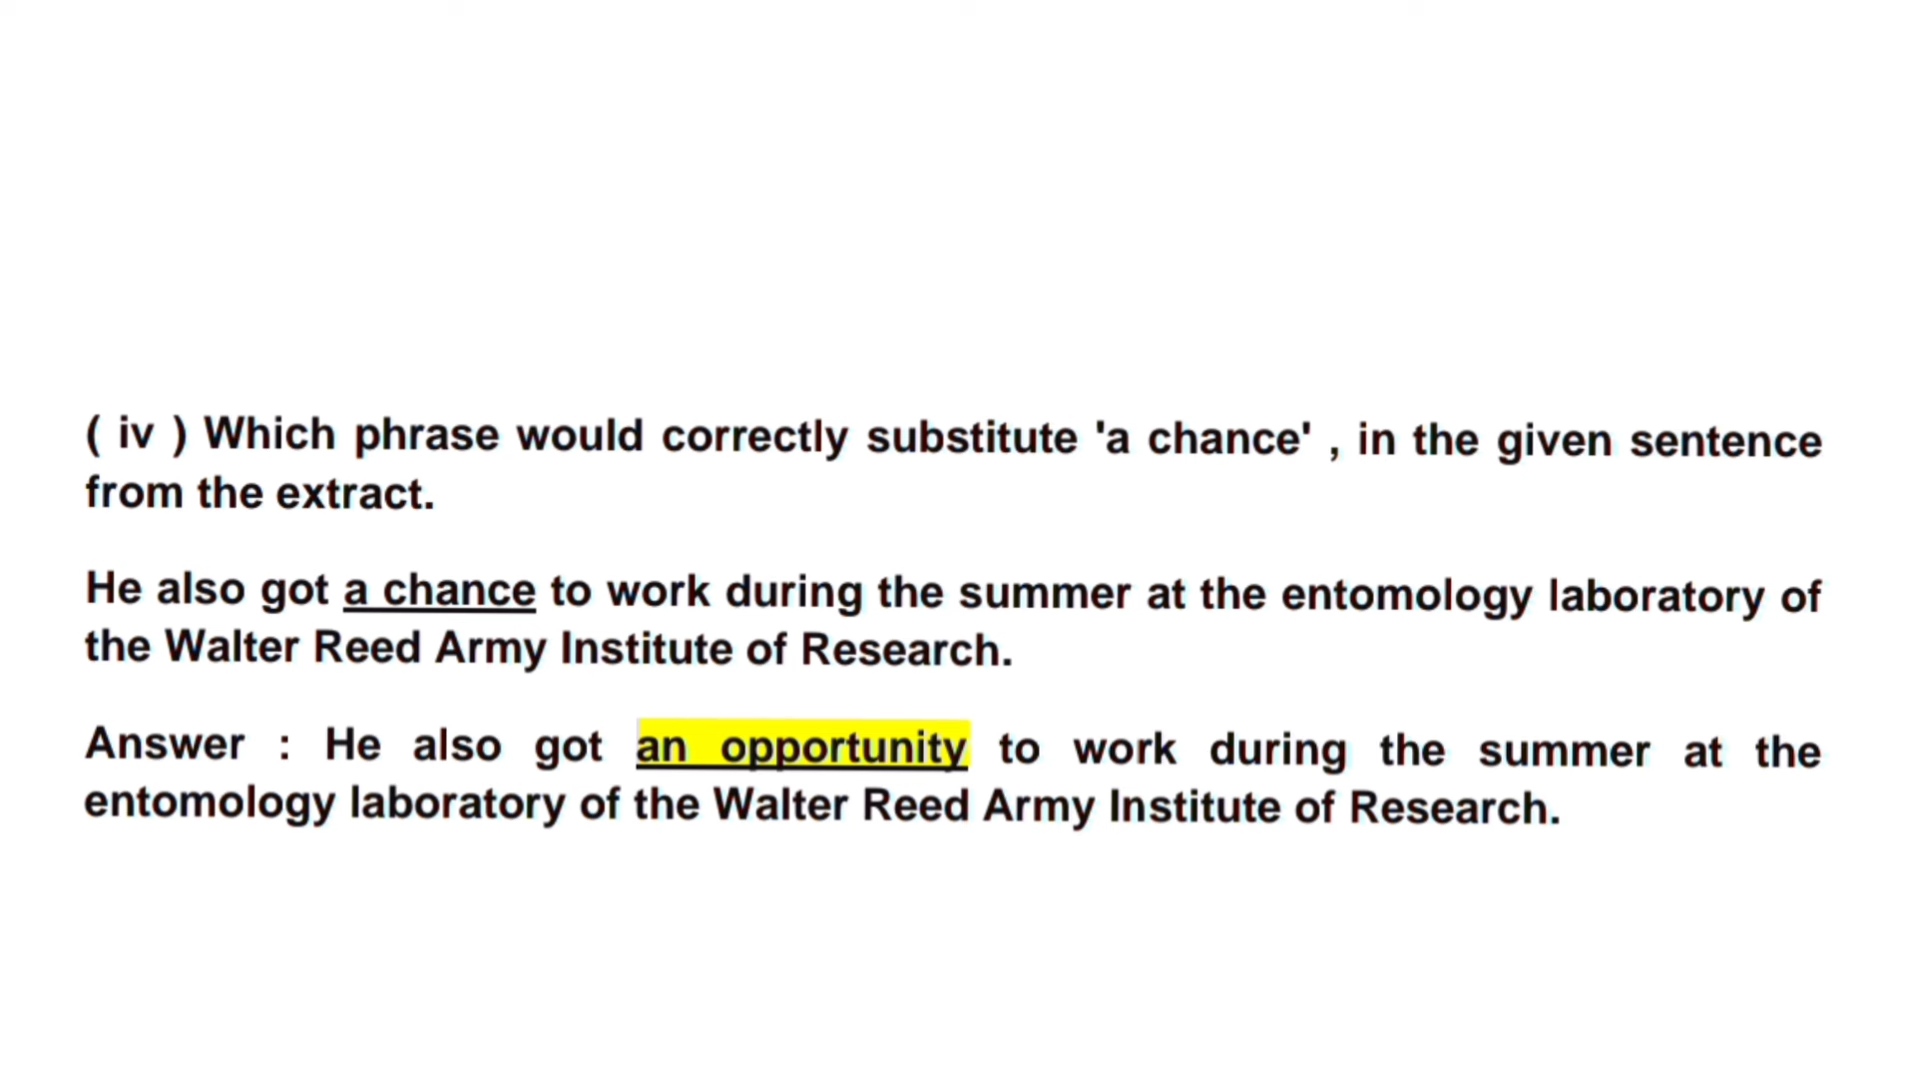 ( iv ) Which phrase would correctly substitute 'a chance' , in the given sentence
from the extract.
He also got a chance to work during the summer at the entomology laboratory of
the Walter Reed Army Institute of Research.
Answer : He also got an opportunity to work during the summer at the
entomology laboratory of the Walter Reed Army Institute of Research.